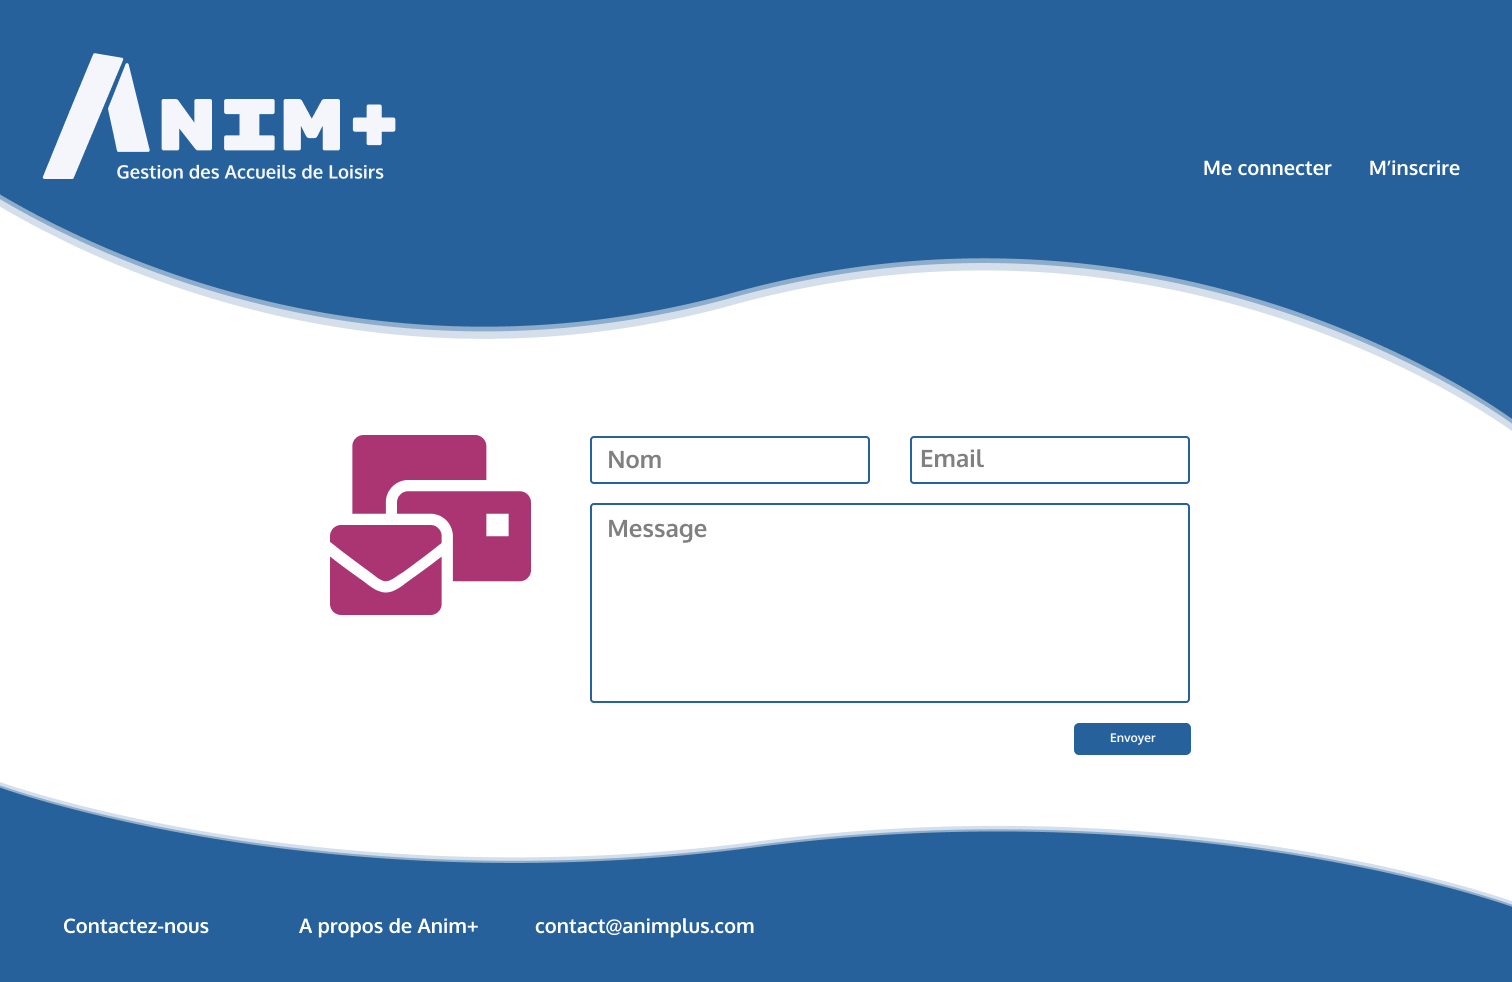 ANIM+
Gestion des Accueils de Loisirs
Me connecter
M’inscrire
Nom
Email
Message
Envoyer
Contactez-nous
A propos de Anim+
contact@animplus.com